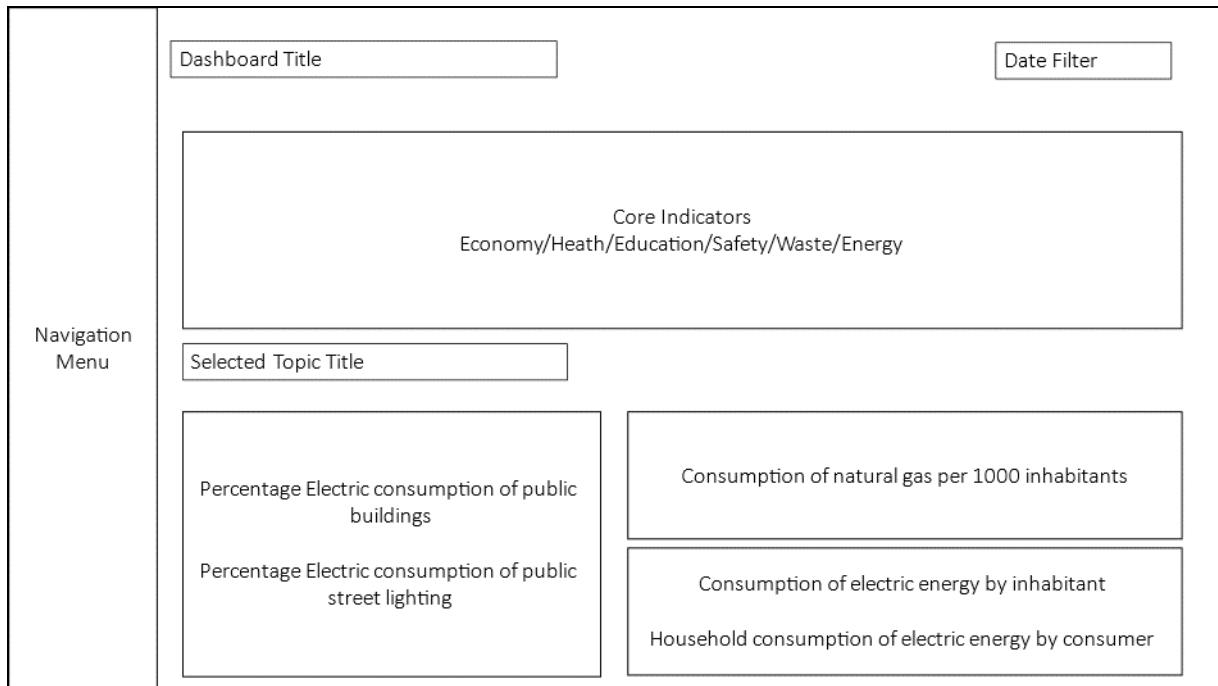 Dashboard Title
Date Filter
Core Indicators
Economy/Heath/Education/Safety/Waste/Energy
Navigation
Menu
Selected Topic Title
Percentage Electric consumption of public
buildings
Percentage Electric consumption of public
street lighting
Consumption of natural gas per 1000 inhabitants
Consumption of electric energy by inhabitant
Household consumption of electric energy by consumer